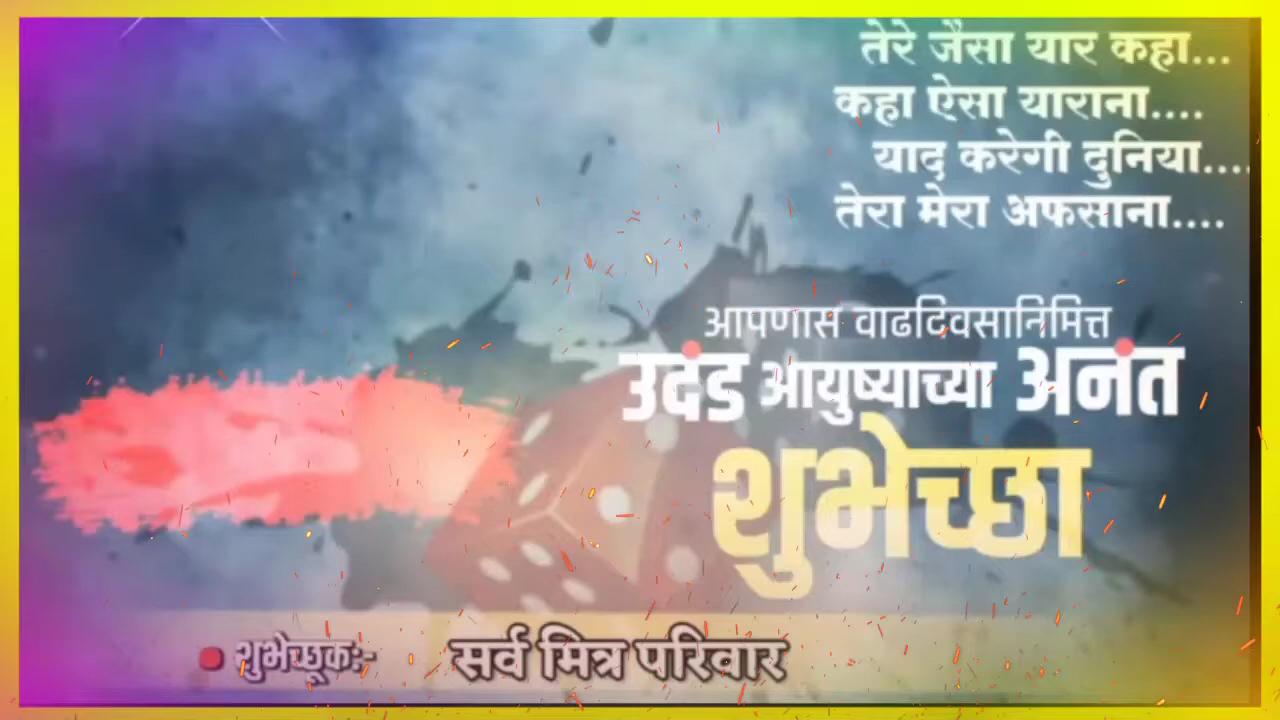 तेरे जैसा यार कहा...
कहा ऐसा याराना....
याद करेगी दुनिया....
तेरा मेरा अफसाना....
आपणास वाढदिवसानिमित्त
उदंड आयुष्याच्या अनंत
शुभेच्छा
शुभेच्छूक:- सर्व मित्र परिवार